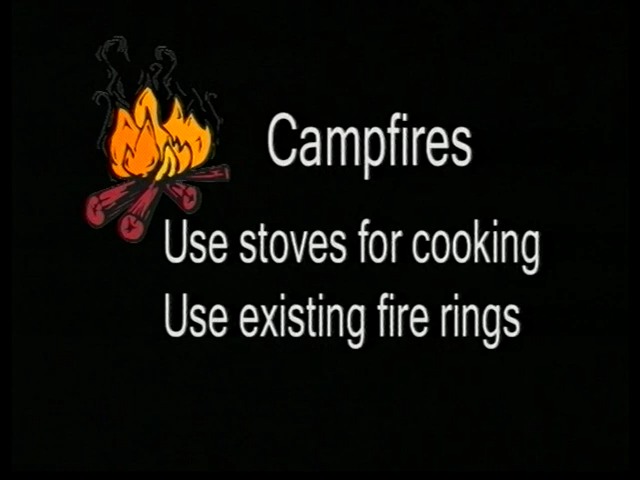 Campfires
Use stoves for cooking
Use existing fire rings